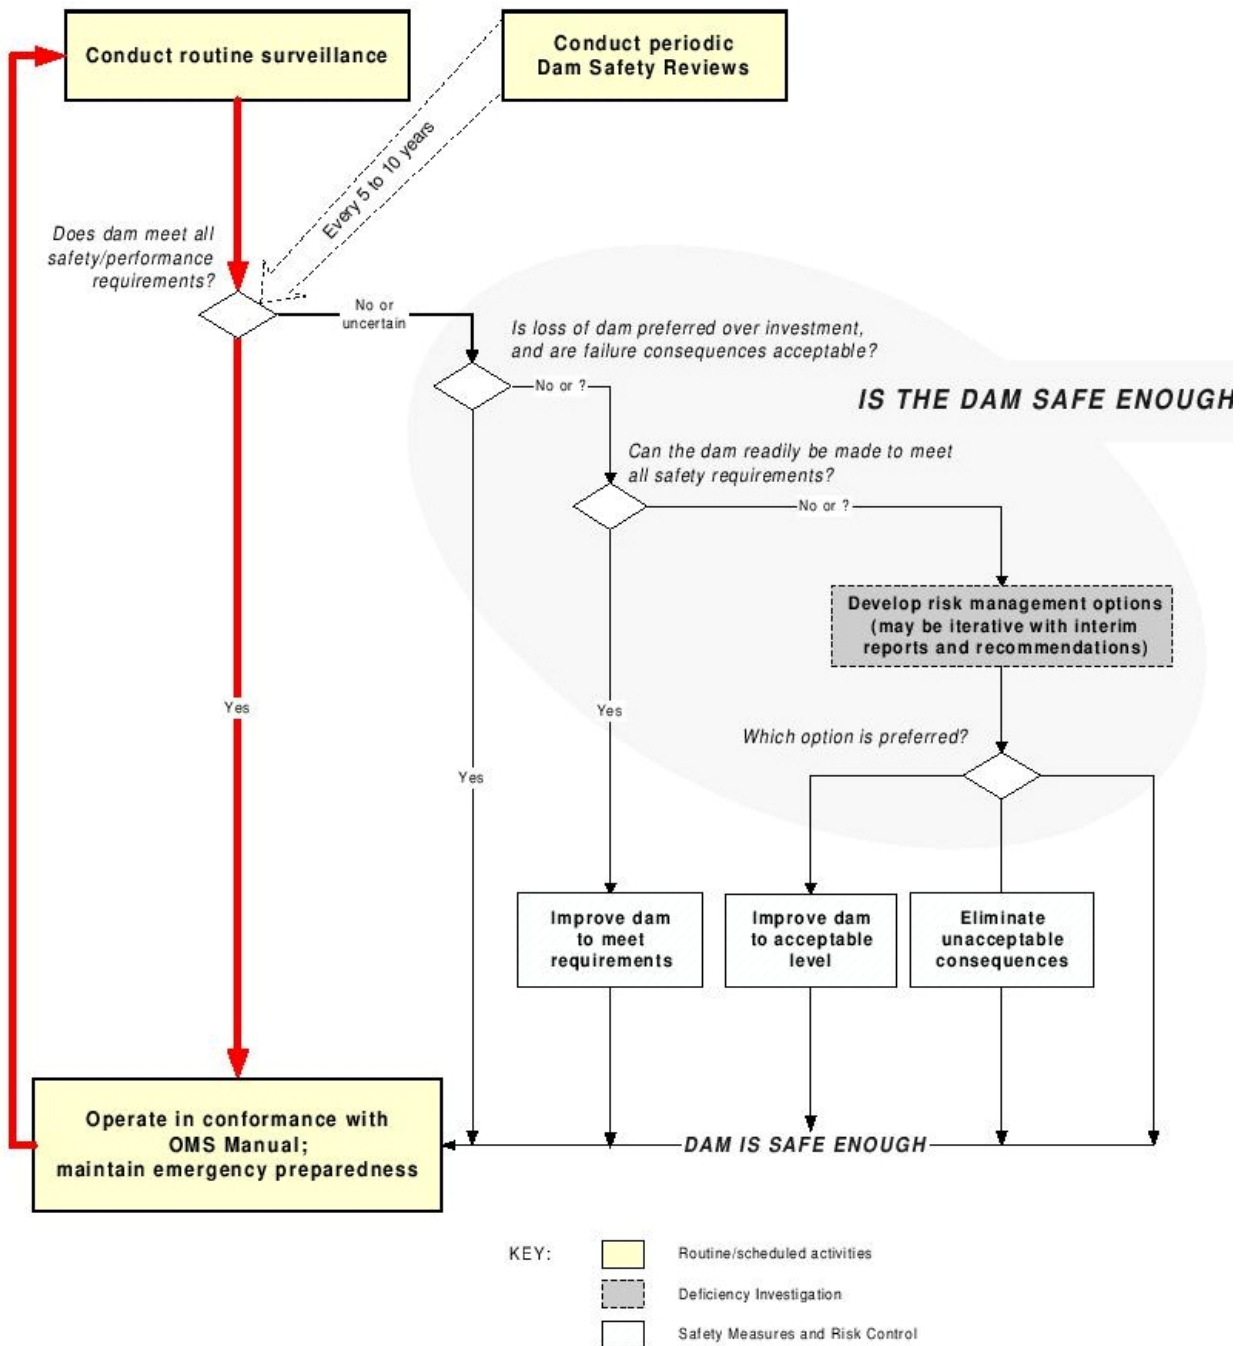 Conduct routine surveillance
Conduct periodic
Dam Safety Reviews
Every 5 to 10 years
Does dam meet all
safety/performance
requirements?
No or
uncertain
Is loss of dam preferred over investment,
and are failure consequences acceptable?
No or ?
IS THE DAM SAFE ENOUGH
Can the dam readily be made to meet
all safety requirements?
No or ?
Develop risk management options
(may be iterative with interim
reports and recommendations)
Yes
Yes
Which option is preferred?
Yes
Improve dam
to meet
requirements
Improve dam
to acceptable
level
Eliminate
unacceptable
consequences
Operate in conformance with
OMS Manual;
maintain emergency preparedness
DAM IS SAFE ENOUGH
KEY:
Routine/scheduled activities
Deficiency Investigation
Safety Measures and Risk Control